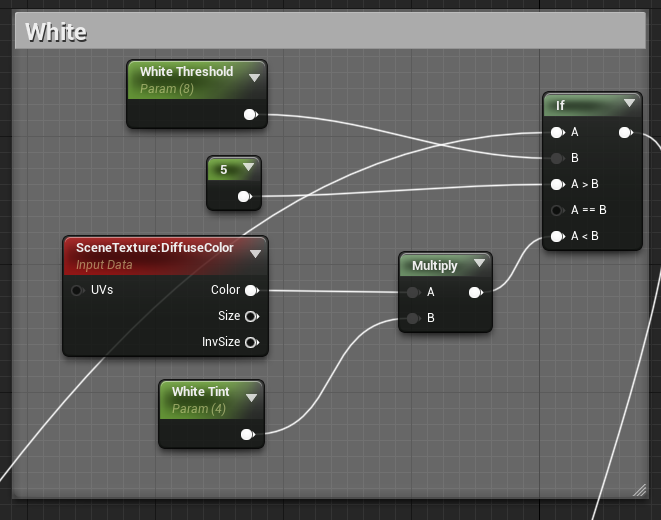 White
White Threshold
Param (8)
5
If
A
B
A > B
A == B
A < B
SceneTexture:DiffuseColor
Input Data
UVs
Color
Size
InvSize
Multiply
A
B
White Tint
Param (4)